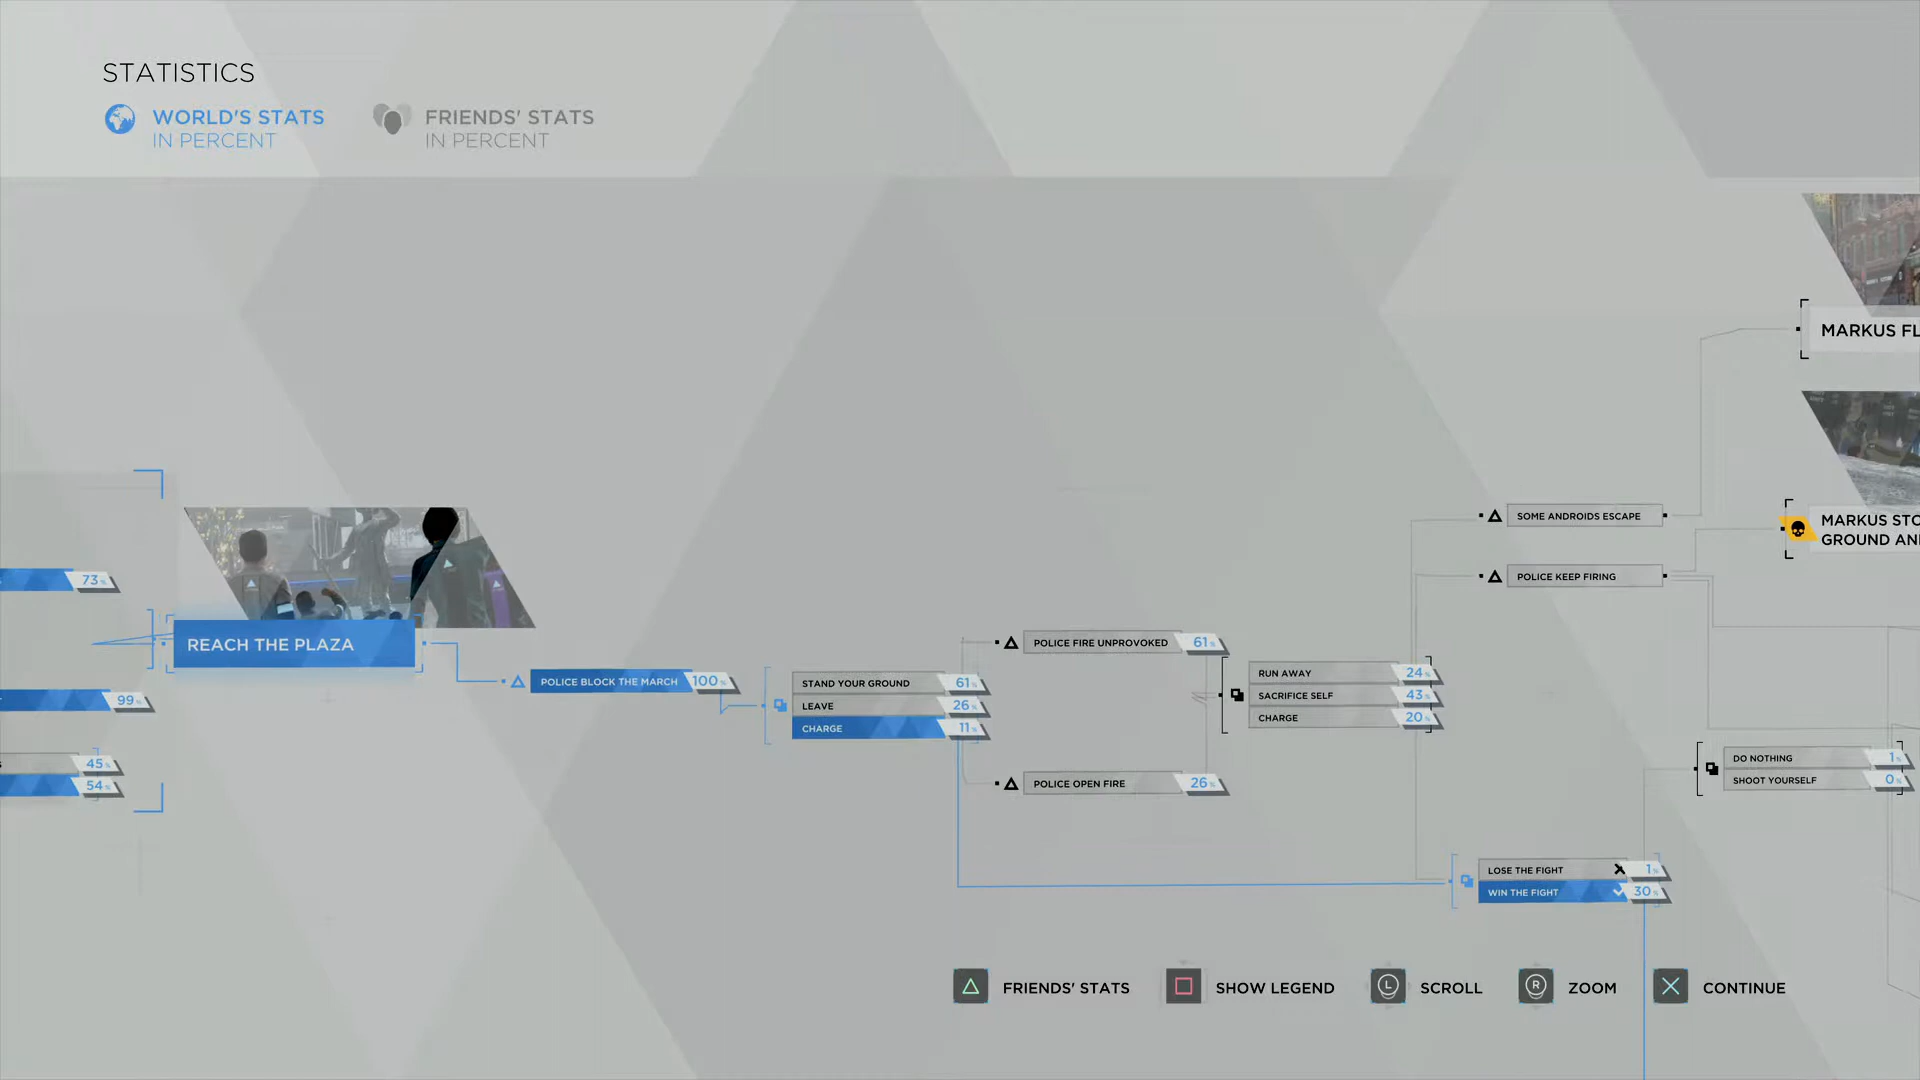 STATISTICS
WORLD'S STATS
IN PERCENT
FRIENDS' STATS
IN PERCENT
73%
99%
45%
54%
REACH THE PLAZA
POLICE BLOCK THE MARCH 100%
STAND YOUR GROUND 61%
LEAVE 26%
CHARGE 11%
POLICE FIRE UNPROVOKED 61%
POLICE OPEN FIRE 26%
RUN AWAY 24%
SACRIFICE SELF 43%
CHARGE 20%
SOME ANDROIDS ESCAPE
POLICE KEEP FIRING
MARKUS FL
MARKUS STO
GROUND AN
DO NOTHING 1%
SHOOT YOURSELF 0%
LOSE THE FIGHT 1%
WIN THE FIGHT 30%
FRIENDS' STATS
SHOW LEGEND
L SCROLL
R ZOOM
CONTINUE